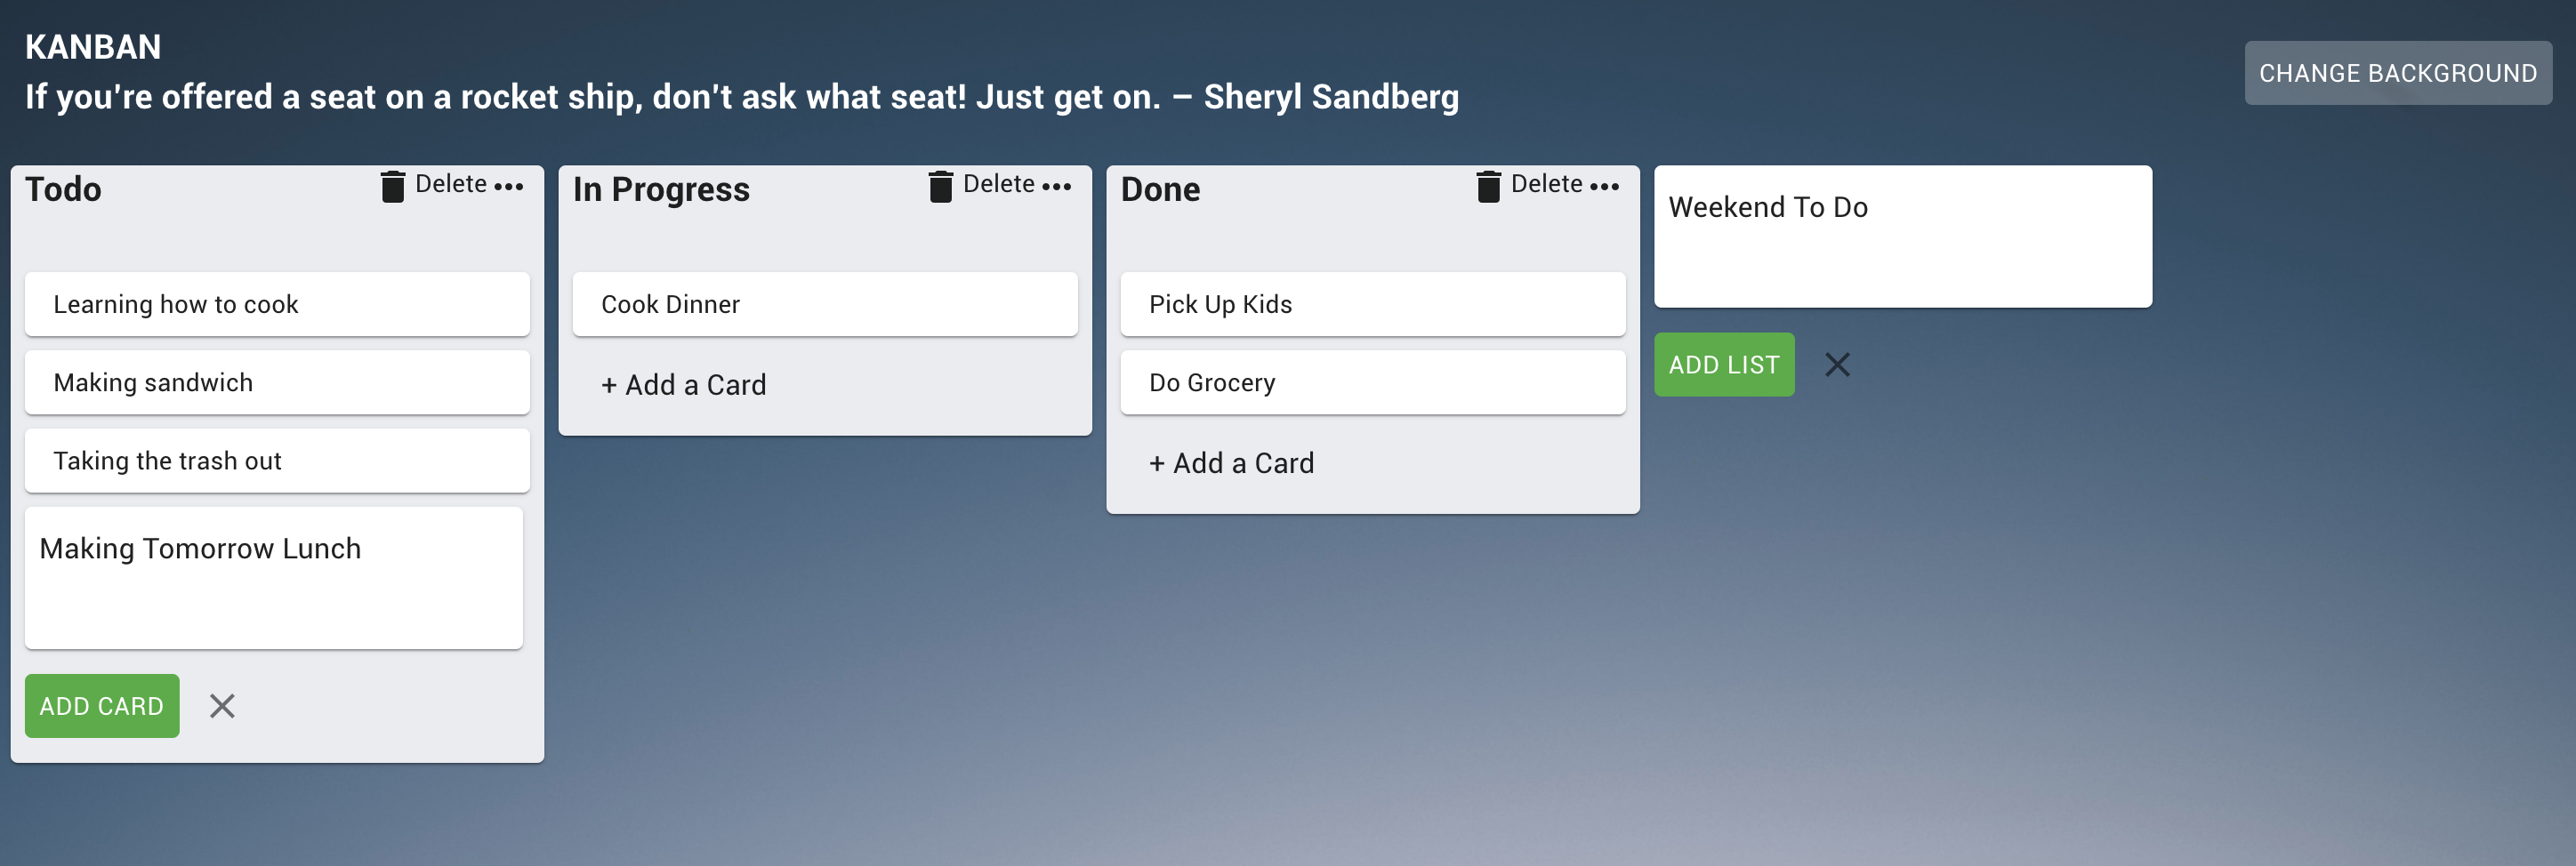 KANBAN
If you're offered a seat on a rocket ship, don't ask what seat! Just get on. – Sheryl Sandberg
CHANGE BACKGROUND
Todo
Delete
Learning how to cook
Making sandwich
Taking the trash out
Making Tomorrow Lunch
ADD CARD
In Progress
Delete
Cook Dinner
+ Add a Card
Done
Delete
Pick Up Kids
Do Grocery
+ Add a Card
Weekend To Do
ADD LIST